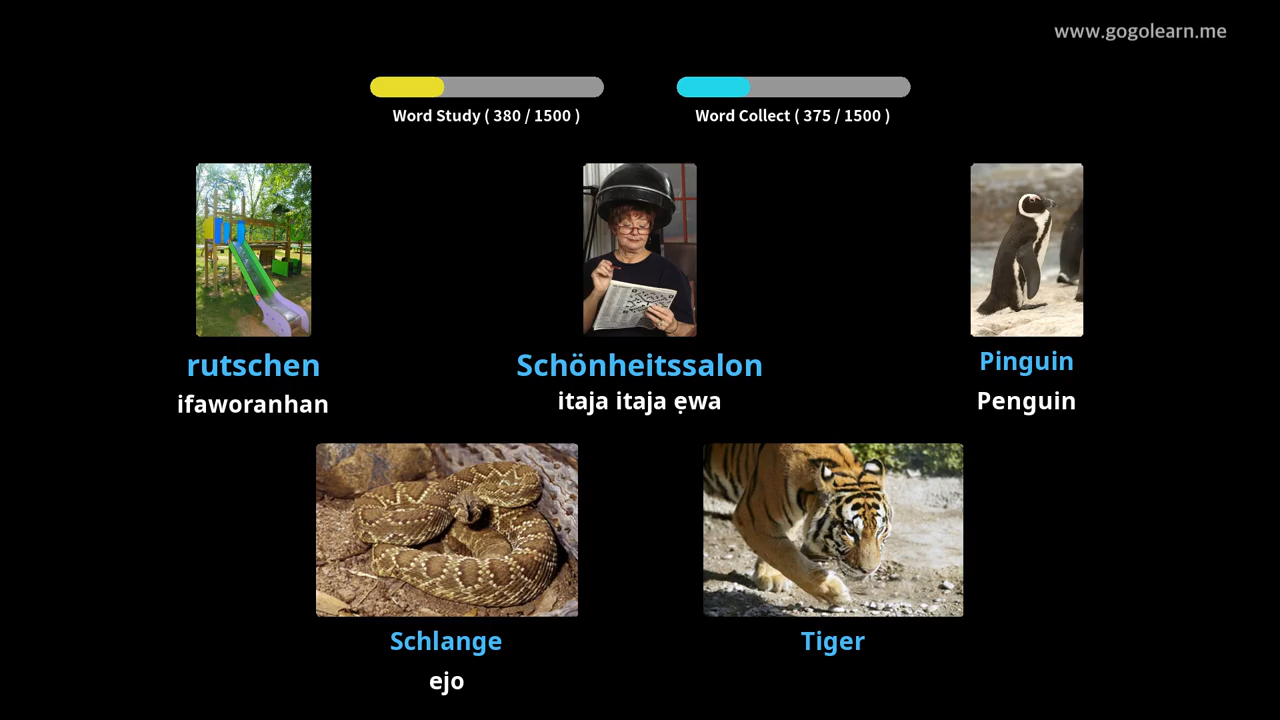 www.gogolearn.me
Word Study ( 380 / 1500 )
Word Collect ( 375 / 1500 )
rutschen
ifaworanhan
Schönheitssalon
itaja itaja ẹwa
Pinguin
Penguin
Schlange
ejo
Tiger